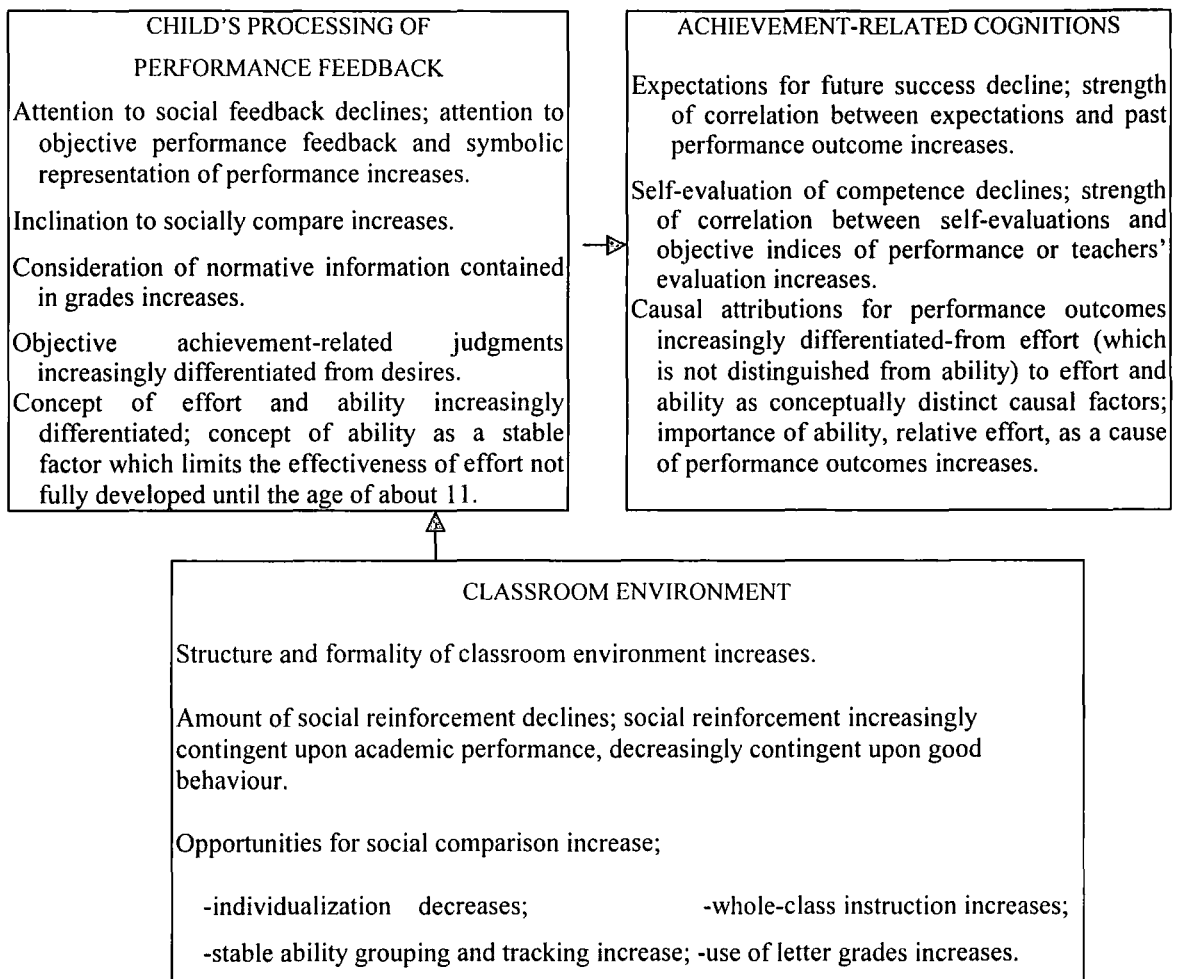 CHILD'S PROCESSING OF
PERFORMANCE FEEDBACK
Attention to social feedback declines; attention to
objective performance feedback and symbolic
representation of performance increases.
Inclination to socially compare increases.
Consideration of normative information contained
in grades increases.
Objective achievement-related judgments
increasingly differentiated from desires.
Concept of effort and ability increasingly
differentiated; concept of ability as a stable
factor which limits the effectiveness of effort not
fully developed until the age of about 11.
ACHIEVEMENT-RELATED COGNITIONS
Expectations for future success decline; strength
of correlation between expectations and past
performance outcome increases.
Self-evaluation of competence declines; strength
of correlation between self-evaluations and
objective indices of performance or teachers'
evaluation increases.
Causal attributions for performance outcomes
increasingly differentiated-from effort (which
is not distinguished from ability) to effort and
ability as conceptually distinct causal factors;
importance of ability, relative effort, as a cause
of performance outcomes increases.
CLASSROOM ENVIRONMENT
Structure and formality of classroom environment increases.
Amount of social reinforcement declines; social reinforcement increasingly
contingent upon academic performance, decreasingly contingent upon good
behaviour.
Opportunities for social comparison increase;
-individualization decreases; -whole-class instruction increases;
-stable ability grouping and tracking increase; -use of letter grades increases.